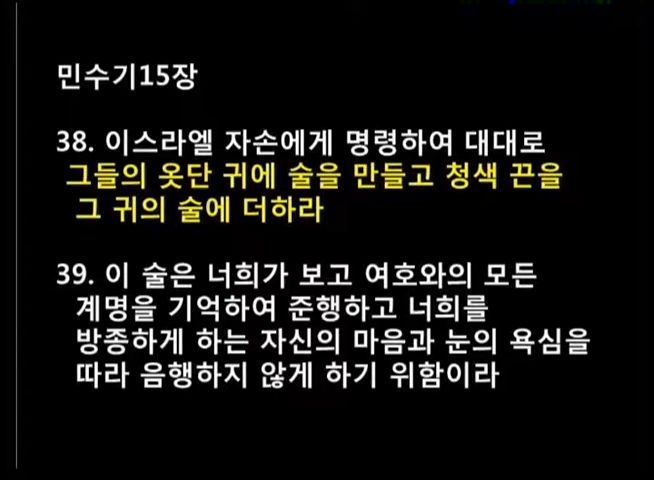 민수기15장
38. 이스라엘 자손에게 명령하여 대대로
그들의 옷단 귀에 술을 만들고 청색 끈을
그 귀의 술에 더하라
39. 이 술은 너희가 보고 여호와의 모든
계명을 기억하여 준행하고 너희를
방종하게 하는 자신의 마음과 눈의 욕심을
따라 음행하지 않게 하기 위함이라